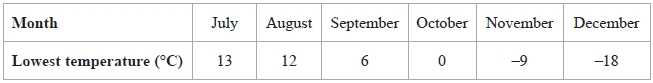 Month July August September October November December
Lowest temperature (°C) 13 12 6 0 –9 –18